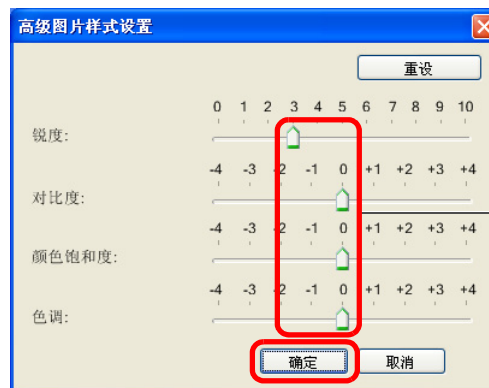 高级图片样式设置
重设
0 1 2 3 4 5 6 7 8 9 10
锐度:
-4 -3 -2 -1 0 +1 +2 +3 +4
对比度:
-4 -3 -2 -1 0 +1 +2 +3 +4
颜色饱和度:
-4 -3 -2 -1 0 +1 +2 +3 +4
色调:
确定 取消